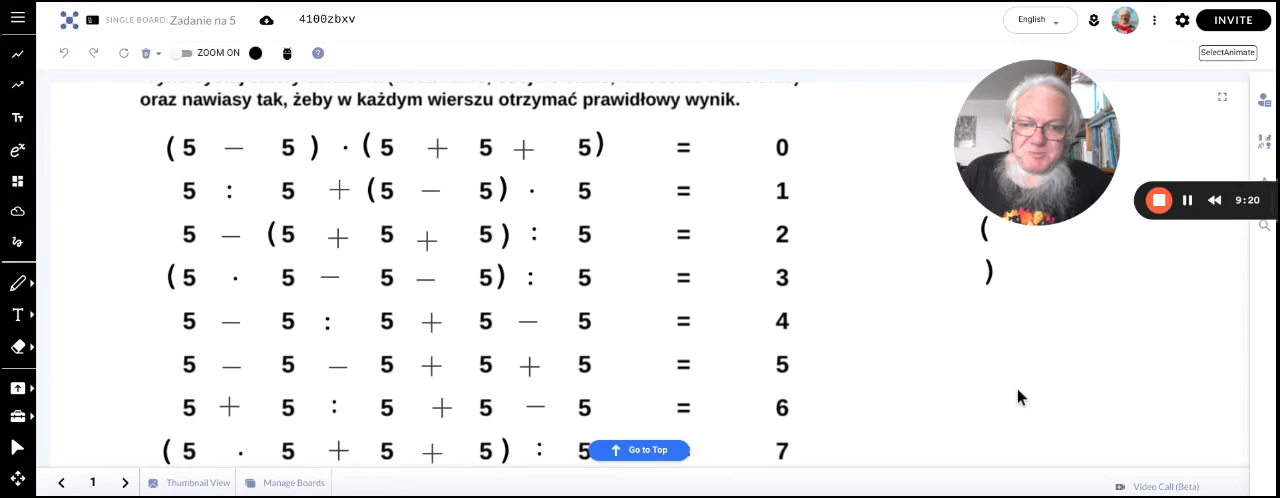 SINGLE BOARD: Zadanie na 5
4100zbxv
English
INVITE
ZOOM ON
SelectAnimate
oraz nawiasy tak, żeby w każdym wierszu otrzymać prawidłowy wynik.
( 5 − 5 ) · ( 5 + 5 + 5 ) = 0
5 : 5 + ( 5 − 5 ) · 5 = 1
5 − ( 5 + 5 + 5 ) : 5 = 2
( 5 · 5 − 5 − 5 ) : 5 = 3
5 − 5 : 5 + 5 − 5 = 4
5 − 5 − 5 + 5 + 5 = 5
5 + 5 : 5 + 5 − 5 = 6
( 5 · 5 + 5 + 5 ) : 5 7
(
)
9:20
Go to Top
1
Thumbnail View
Manage Boards
Video Call (Beta)